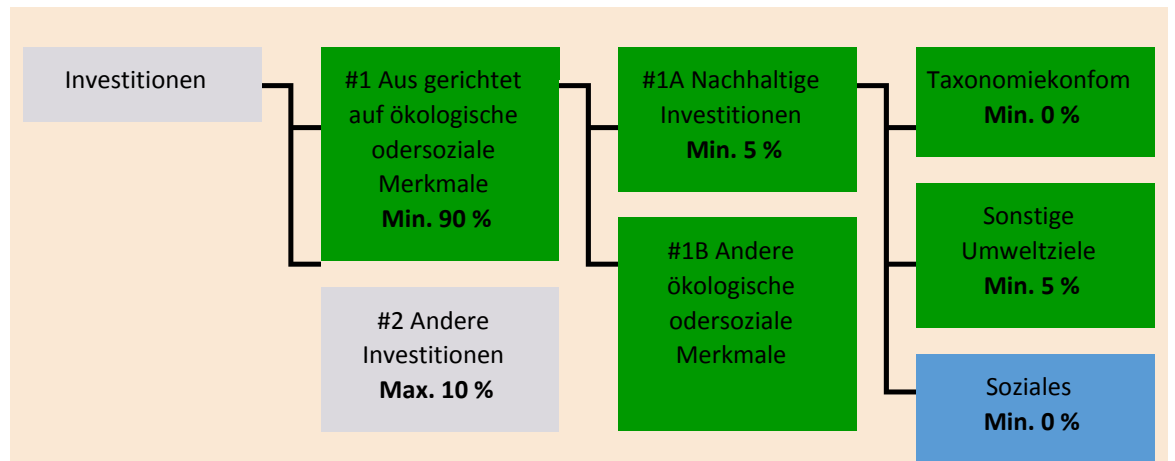 Investitionen
#1 Aus gerichtet
auf ökologische
odersoziale
Merkmale
Min. 90 %
#2 Andere
Investitionen
Max. 10 %
#1A Nachhaltige
Investitionen
Min. 5 %
#1B Andere
ökologische
odersoziale
Merkmale
Taxonomiekonfom
Min. 0 %
Sonstige
Umweltziele
Min. 5 %
Soziales
Min. 0 %